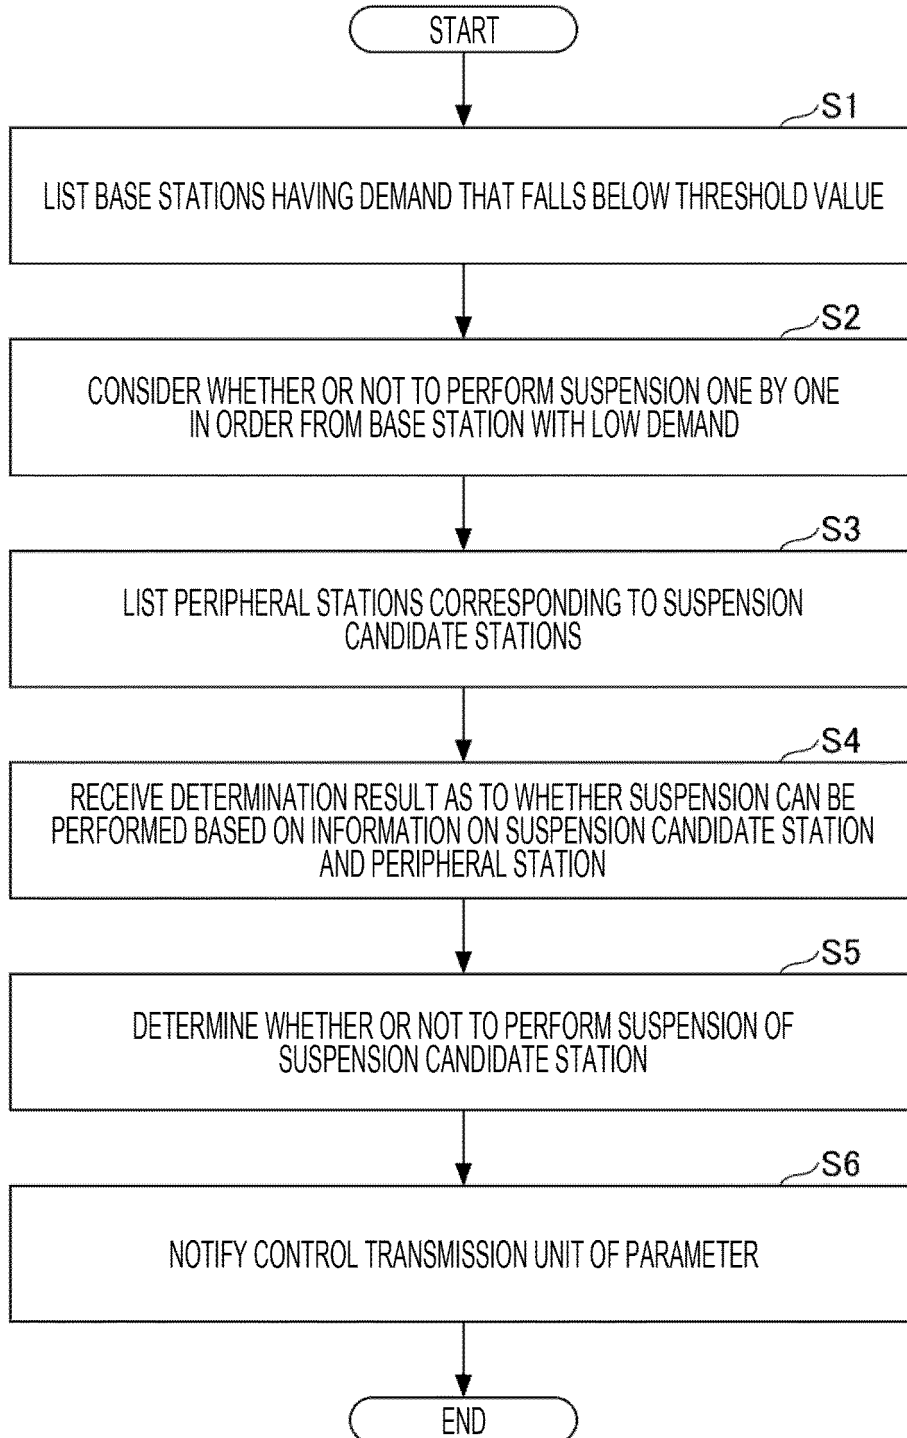 START
S1
LIST BASE STATIONS HAVING DEMAND THAT FALLS BELOW THRESHOLD VALUE
S2
CONSIDER WHETHER OR NOT TO PERFORM SUSPENSION ONE BY ONE
IN ORDER FROM BASE STATION WITH LOW DEMAND
S3
LIST PERIPHERAL STATIONS CORRESPONDING TO SUSPENSION
CANDIDATE STATIONS
S4
RECEIVE DETERMINATION RESULT AS TO WHETHER SUSPENSION CAN BE
PERFORMED BASED ON INFORMATION ON SUSPENSION CANDIDATE STATION
AND PERIPHERAL STATION
S5
DETERMINE WHETHER OR NOT TO PERFORM SUSPENSION OF
SUSPENSION CANDIDATE STATION
S6
NOTIFY CONTROL TRANSMISSION UNIT OF PARAMETER
END